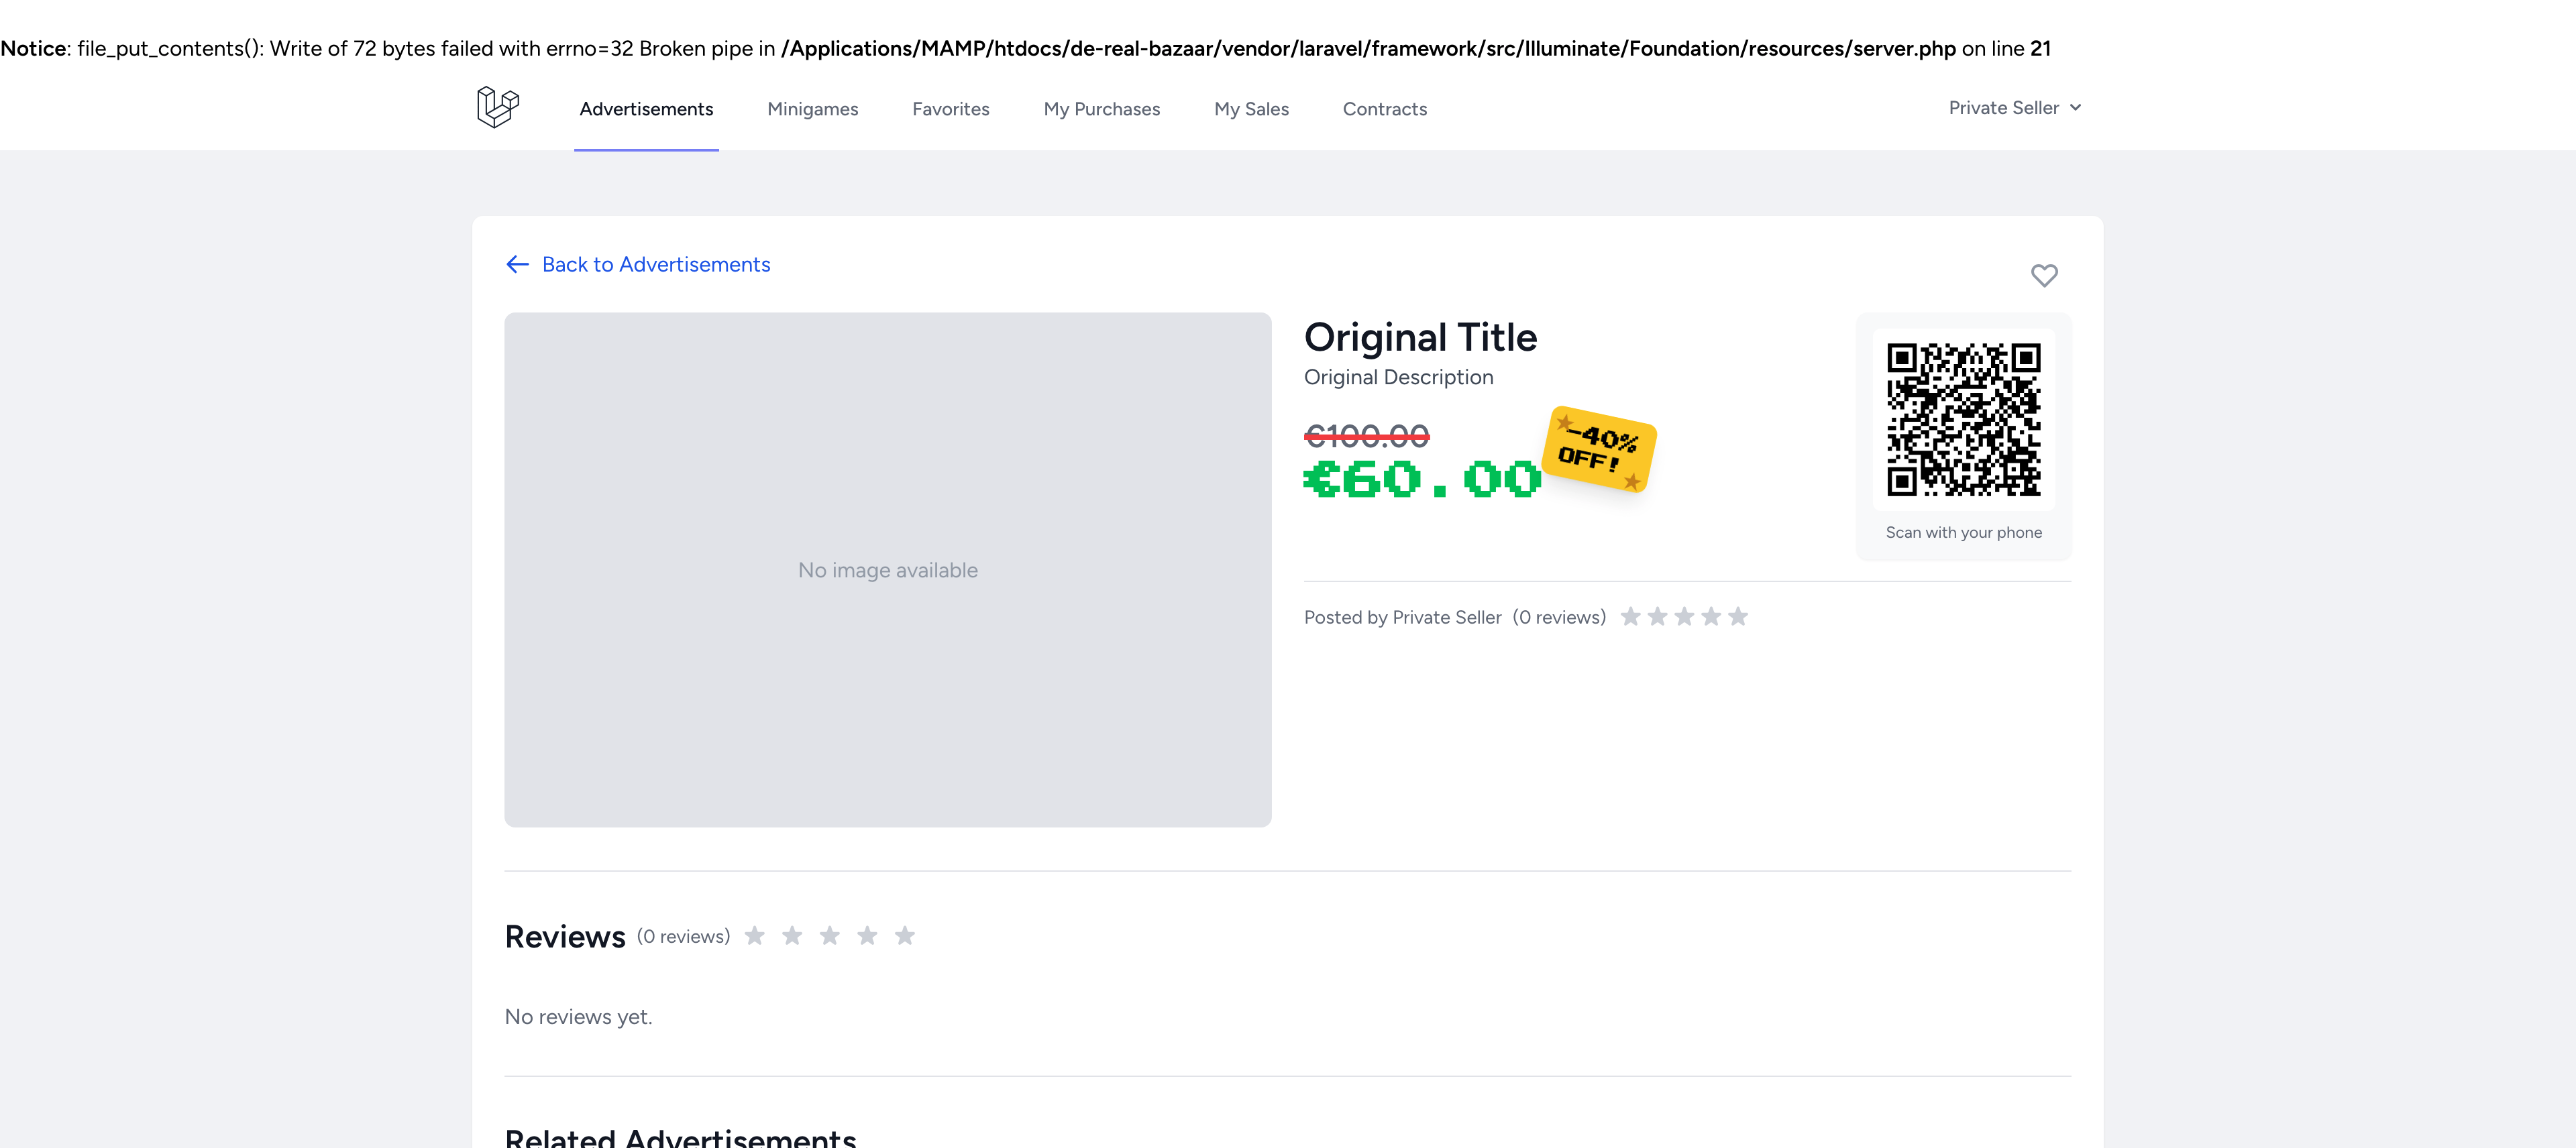 Notice: file_put_contents(): Write of 72 bytes failed with errno=32 Broken pipe in /Applications/MAMP/htdocs/de-real-bazaar/vendor/laravel/framework/src/Illuminate/Foundation/resources/server.php on line 21
Advertisements Minigames Favorites My Purchases My Sales Contracts Private Seller
Back to Advertisements
No image available
Original Title
Original Description
€100.00
€60.00
-40%
OFF!
Scan with your phone
Posted by Private Seller (0 reviews)
Reviews (0 reviews)
No reviews yet.
Related Advertisements